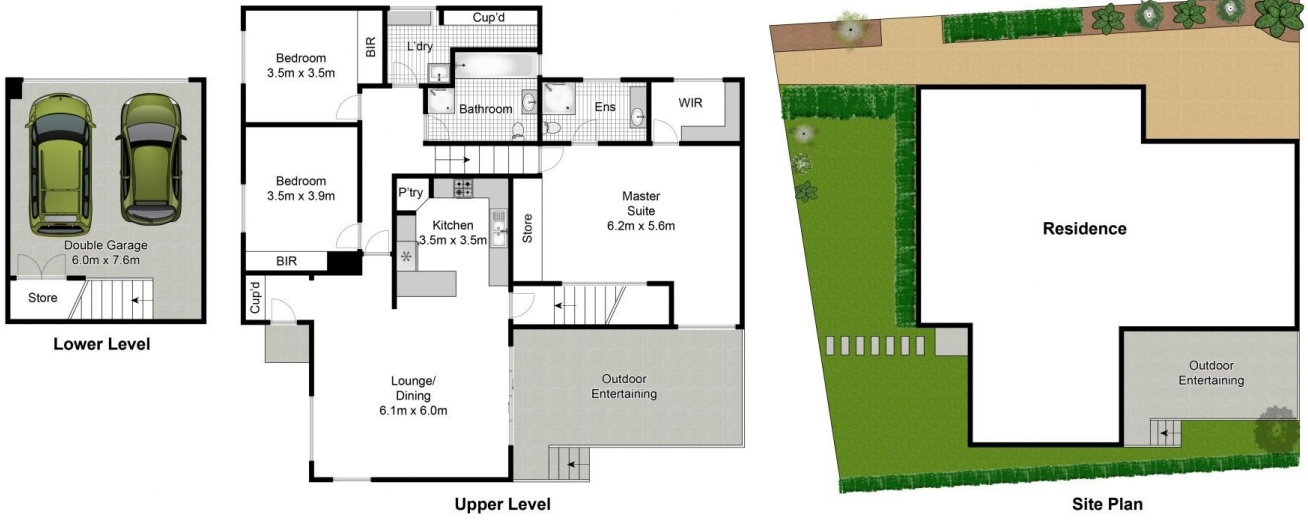 Double Garage
6.0m x 7.6m
Store
Lower Level
Bedroom
3.5m x 3.5m
BIR
L'dry
Cup'd
Bathroom
Ens
WIR
Bedroom
3.5m x 3.9m
BIR
P'try
Kitchen
3.5m x 3.5m
Store
Master
Suite
6.2m x 5.6m
Cup'd
Lounge/
Dining
6.1m x 6.0m
Outdoor
Entertaining
Upper Level
Residence
Outdoor
Entertaining
Site Plan